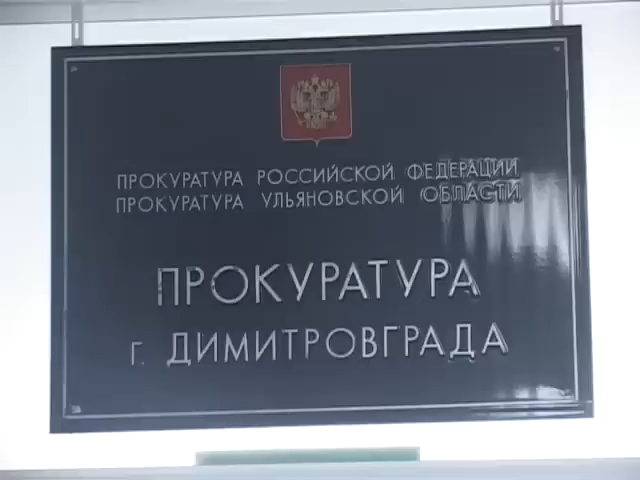 ПРОКУРАТУРА РОССИЙСКОЙ ФЕДЕРАЦИИ
ПРОКУРАТУРА УЛЬЯНОВСКОЙ ОБЛАСТИ
ПРОКУРАТУРА
г. ДИМИТРОВГРАДА